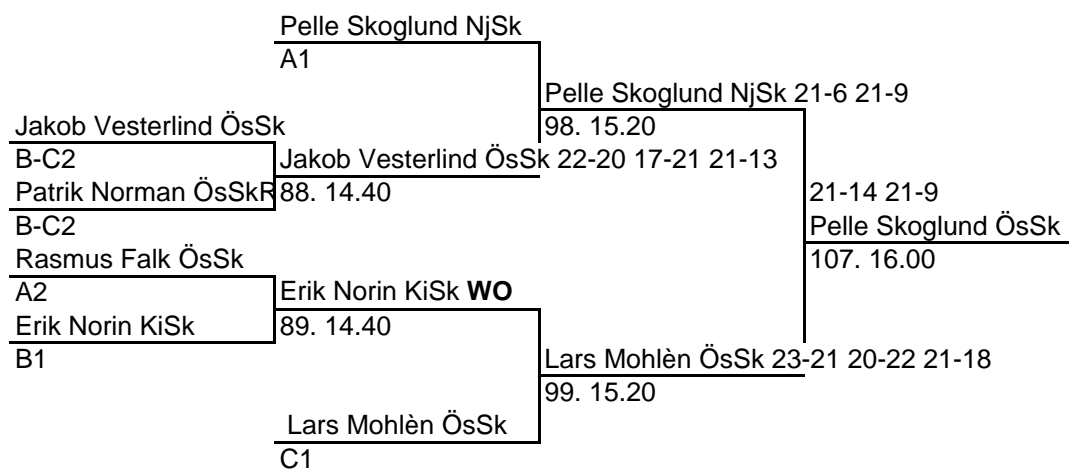 Pelle Skoglund NjSk
A1
Pelle Skoglund NjSk 21-6 21-9
Jakob Vesterlind ÖsSk
98. 15.20
B-C2
Jakob Vesterlind ÖsSk 22-20 17-21 21-13
Patrik Norman ÖsSkR
88. 14.40
21-14 21-9
B-C2
Pelle Skoglund ÖsSk
Rasmus Falk ÖsSk
107. 16.00
A2
Erik Norin KiSk WO
Erik Norin KiSk
89. 14.40
B1
Lars Mohlèn ÖsSk 23-21 20-22 21-18
99. 15.20
Lars Mohlèn ÖsSk
C1